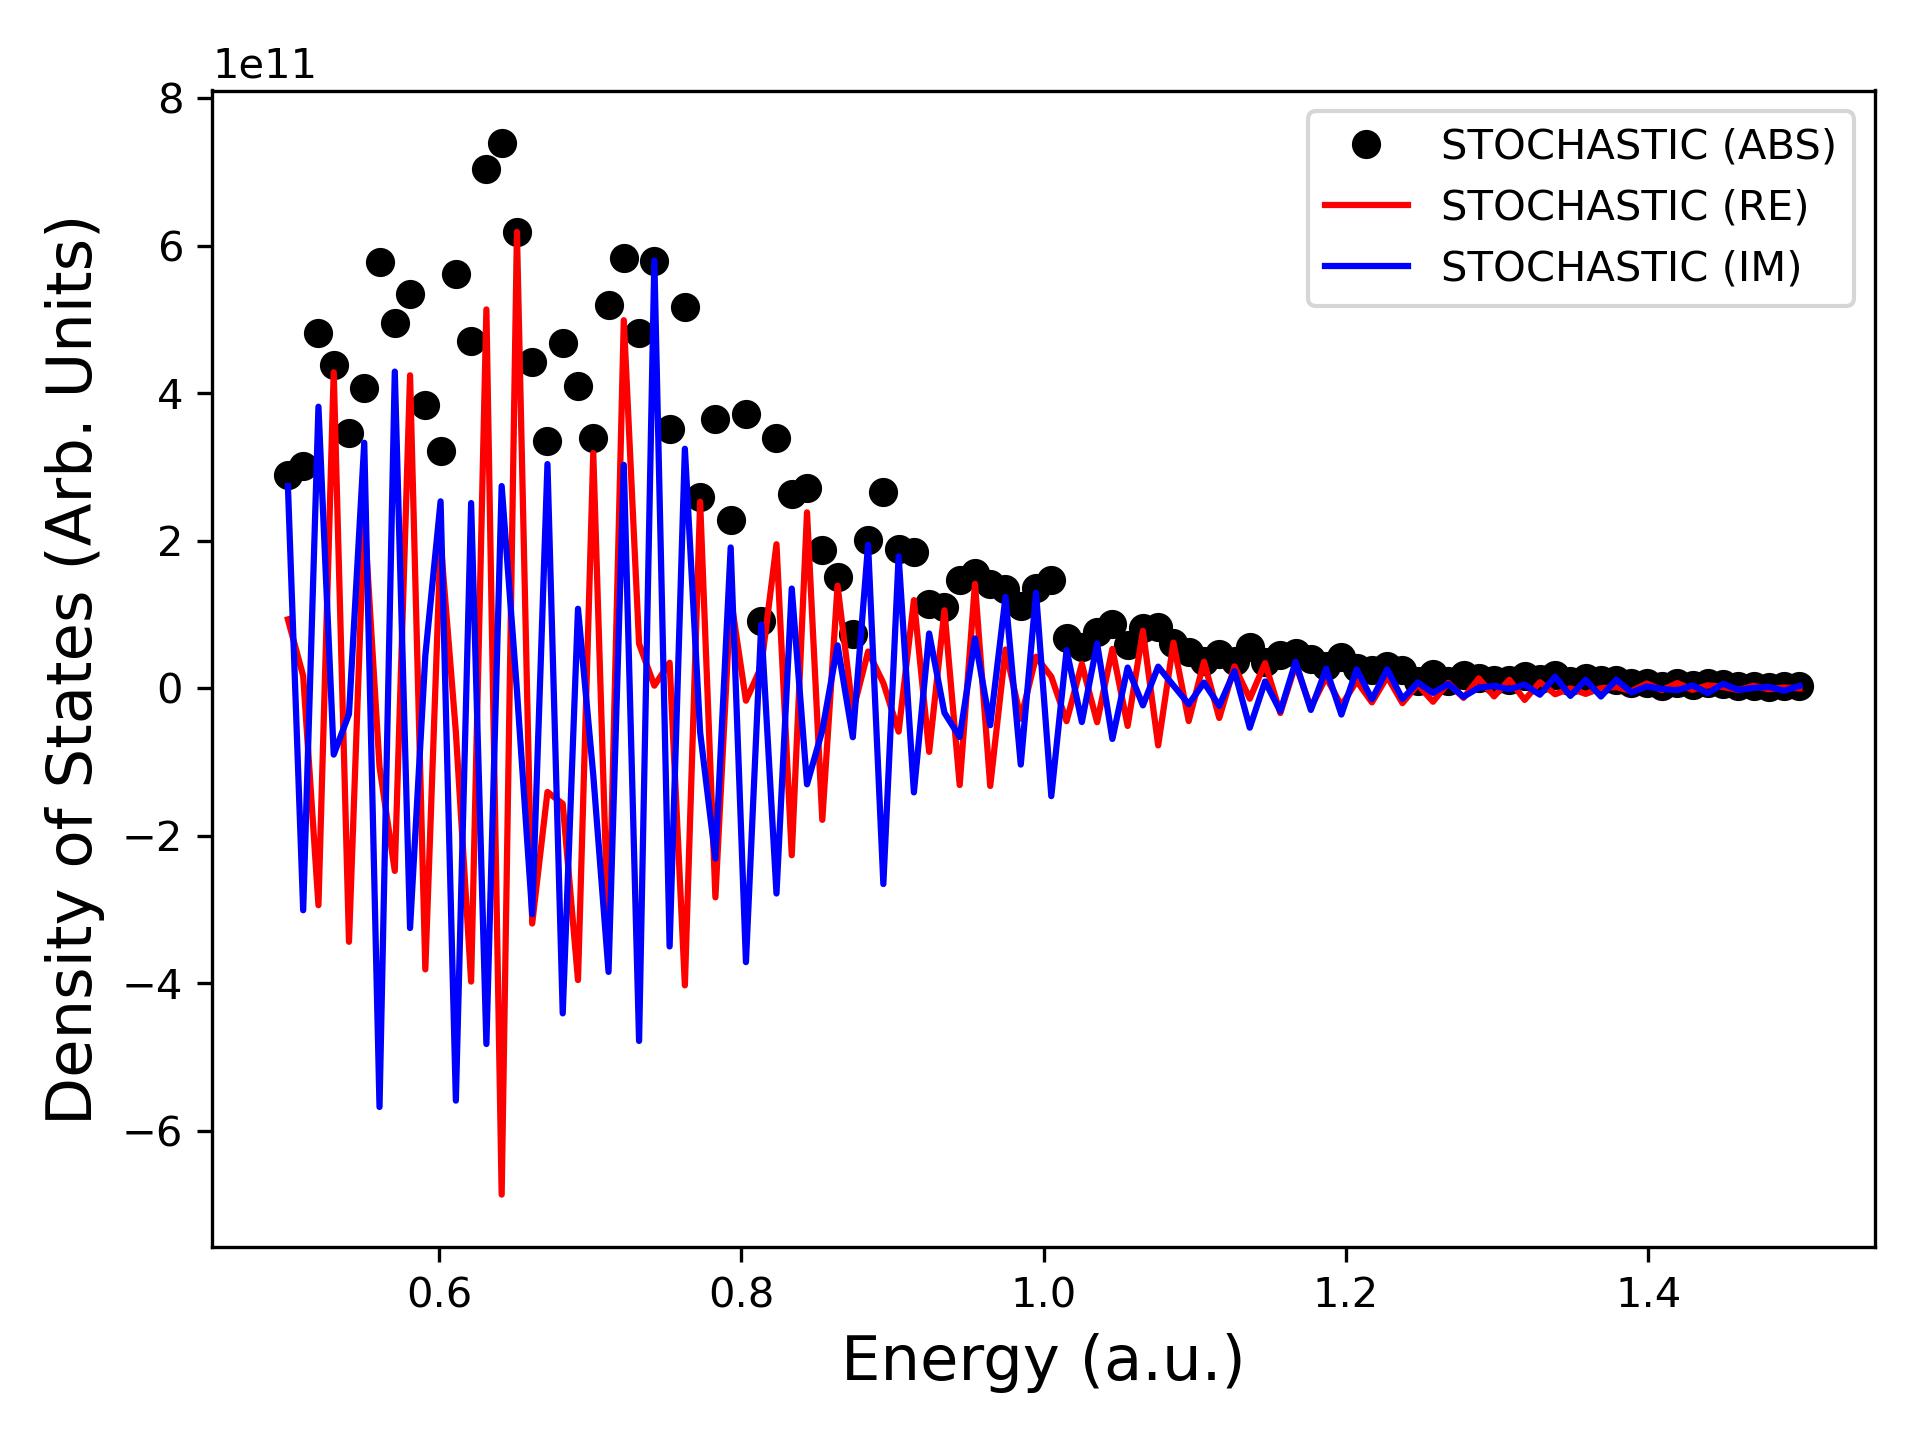 1e11
8
6
4
2
0
−2
−4
−6
Density of States (Arb. Units)
STOCHASTIC (ABS)
STOCHASTIC (RE)
STOCHASTIC (IM)
0.6 0.8 1.0 1.2 1.4
Energy (a.u.)